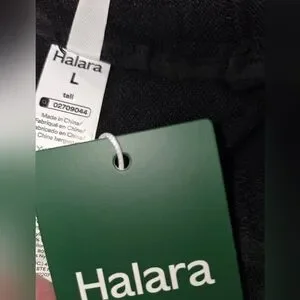 Halara
L
tall
02709044
Made in China/
Fabriqué en Chine/
Fabricado en China/
Halara